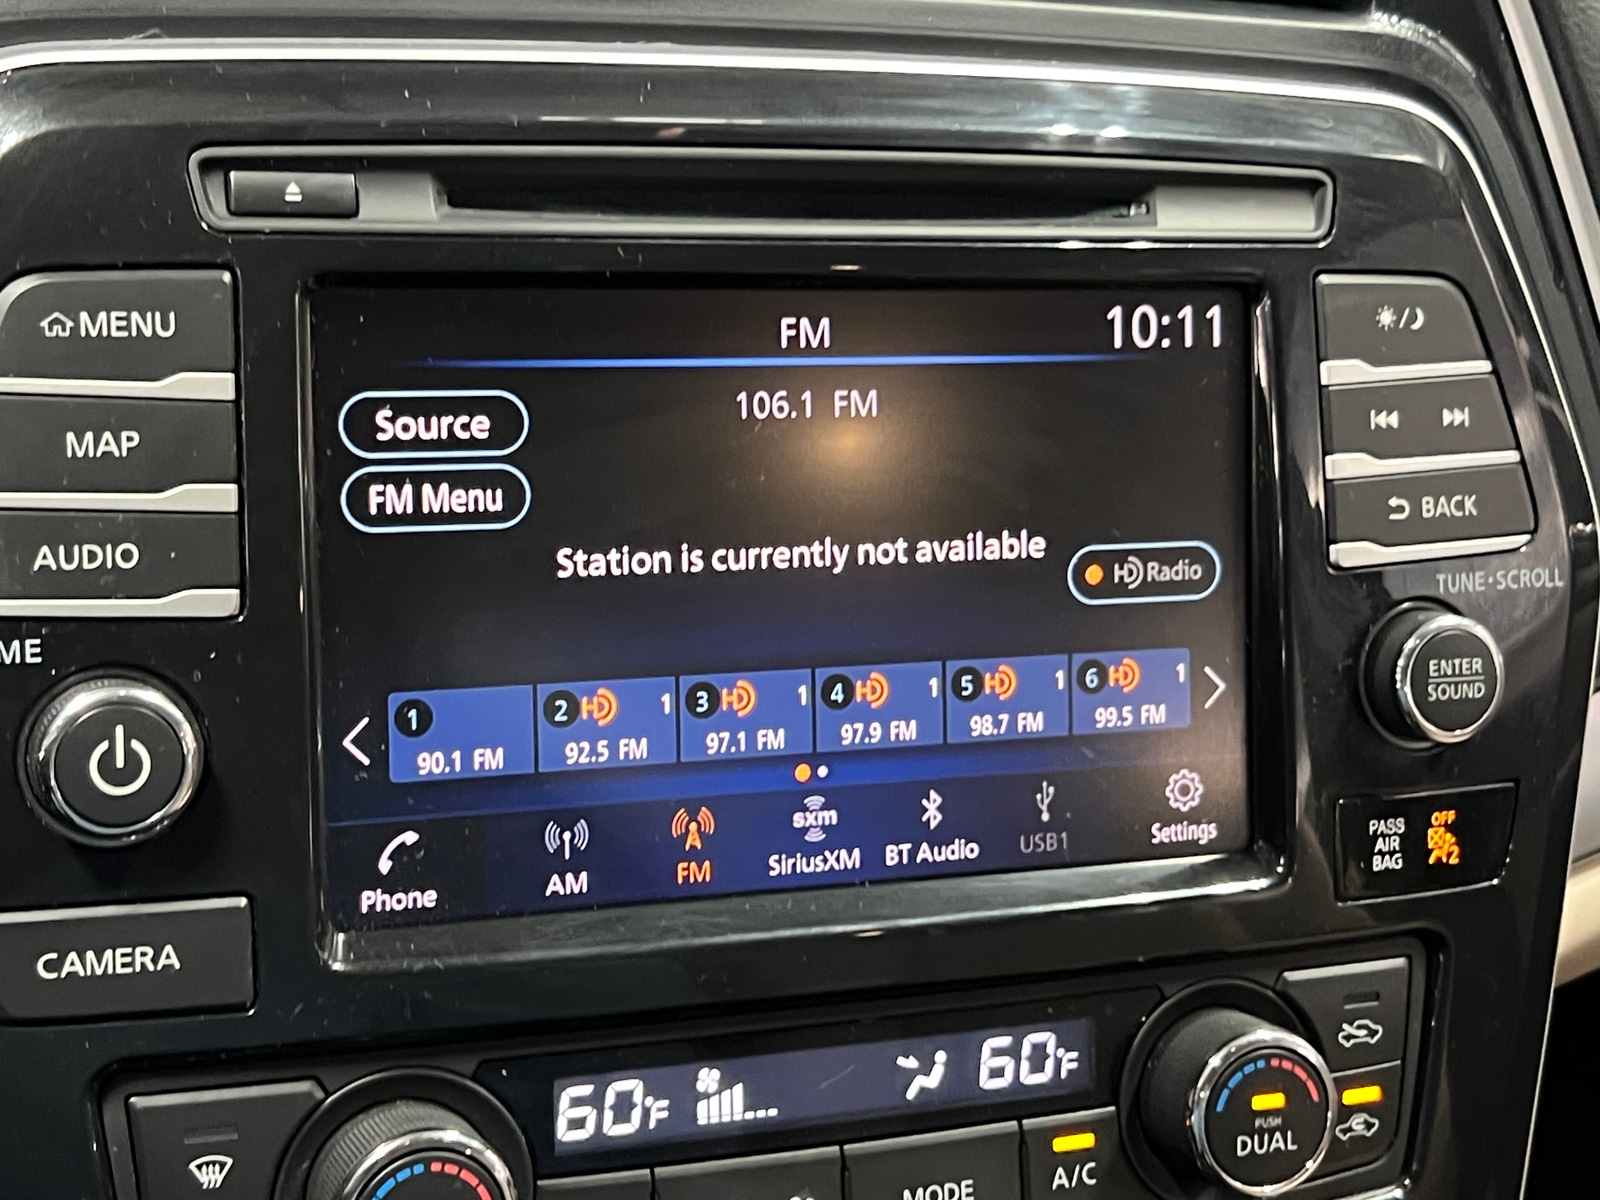 MENU
MAP
AUDIO
CAMERA
FM
10:11
106.1 FM
Source
FM Menu
Station is currently not available
HD Radio
1
90.1 FM
2 HD 1
92.5 FM
3 HD 1
97.1 FM
4 HD 1
97.9 FM
5 HD 1
98.7 FM
6 HD 1
99.5 FM
Phone
AM
FM
sxm
SiriusXM
BT Audio
USB1
Settings
BACK
TUNE·SCROLL
ENTER
SOUND
PASS
AIR
BAG
OFF
2
60°F
60°F
PUSH
DUAL
MODE
A/C